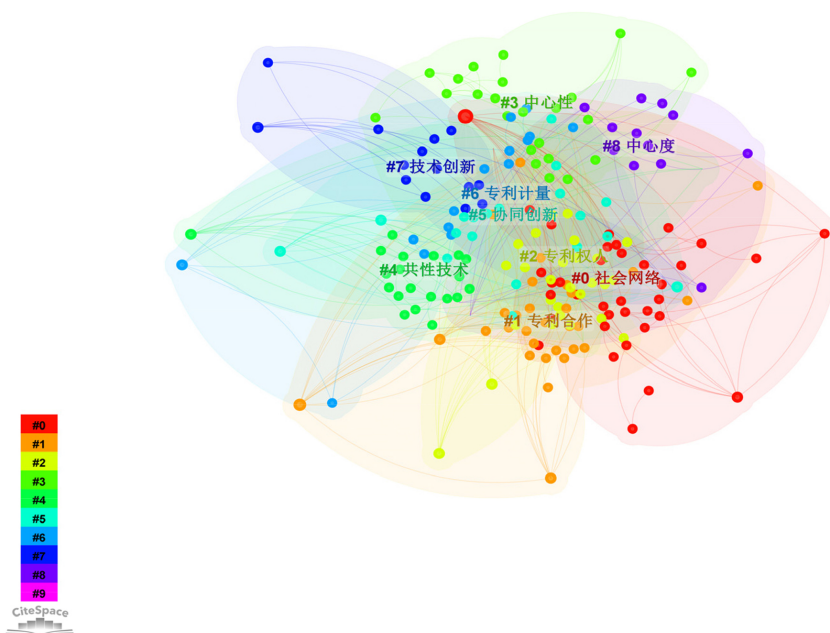 #3 中心性
#8 中心度
#7 技术创新
#6 专利计量
#5 协同创新
#2 专利权人
#4 共性技术
#0 社会网络
#1 专利合作
#0
#1
#2
#3
#4
#5
#6
#7
#8
#9
CiteSpace